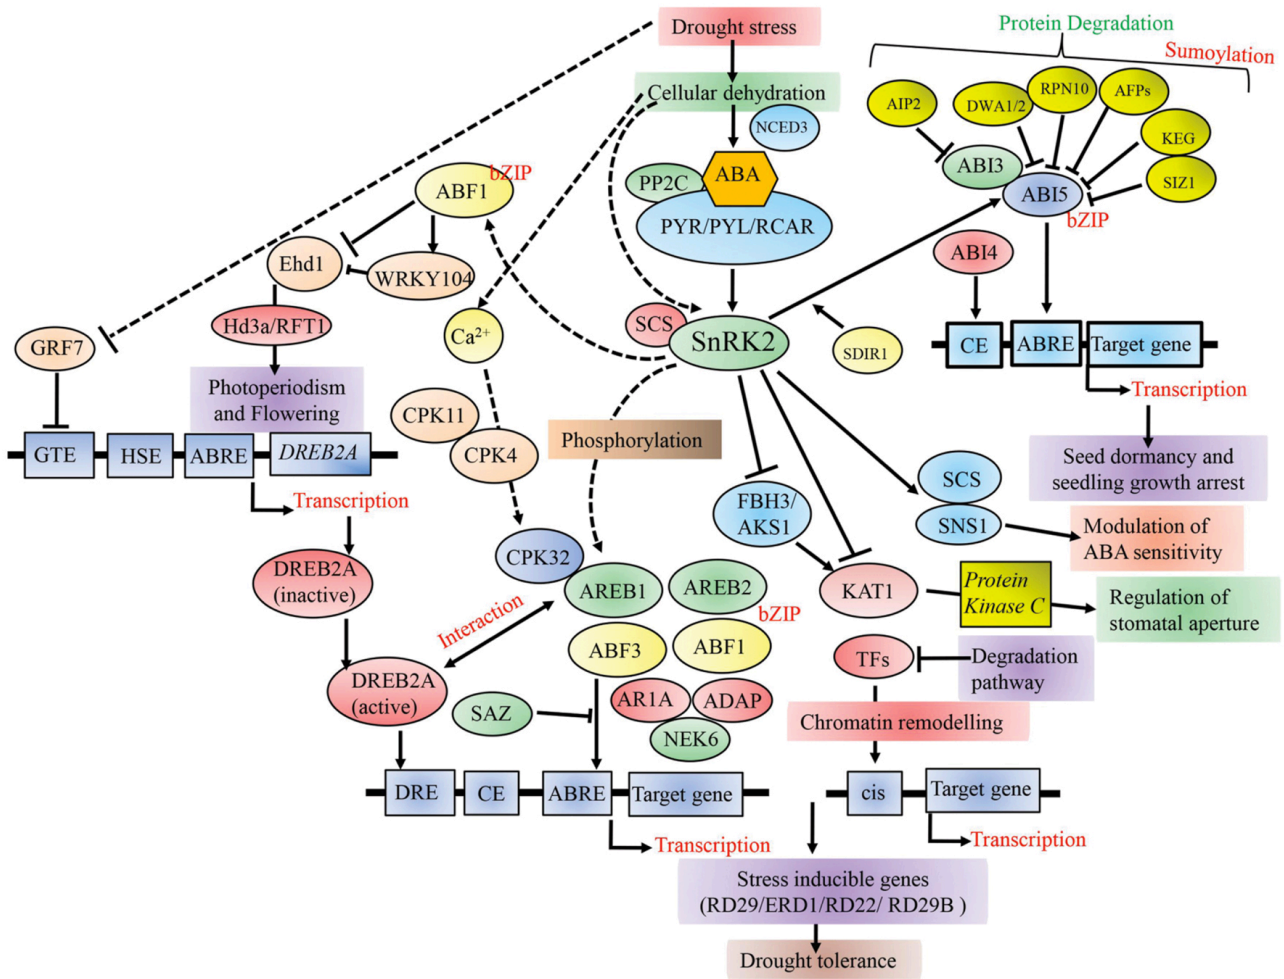 Drought stress
Protein Degradation
Sumoylation
Cellular dehydration
NCED3
AIP2
DWA1/2
RPN10
AFPs
KEG
SIZ1
ABI3
ABI5
bZIP
ABI4
bZIP
ABF1
PP2C
ABA
PYR/PYL/RCAR
Ehd1
WRKY104
Hd3a/RFT1
GRF7
Ca²⁺
SCS
SnRK2
SDIR1
CE
ABRE
Target gene
Transcription
Photoperiodism
and Flowering
CPK11
CPK4
Phosphorylation
GTE
HSE
ABRE
DREB2A
Transcription
Seed dormancy and
seedling growth arrest
SCS
SNS1
Modulation of
ABA sensitivity
FBH3/
AKS1
CPK32
DREB2A
(inactive)
AREB1
AREB2
bZIP
KAT1
Protein
Kinase C
Regulation of
stomatal aperture
Interaction
ABF3
ABF1
TFs
Degradation
pathway
DREB2A
(active)
SAZ
AR1A
ADAP
NEK6
Chromatin remodelling
DRE
CE
ABRE
Target gene
cis
Target gene
Transcription
Transcription
Stress inducible genes
(RD29/ERD1/RD22/ RD29B )
Drought tolerance